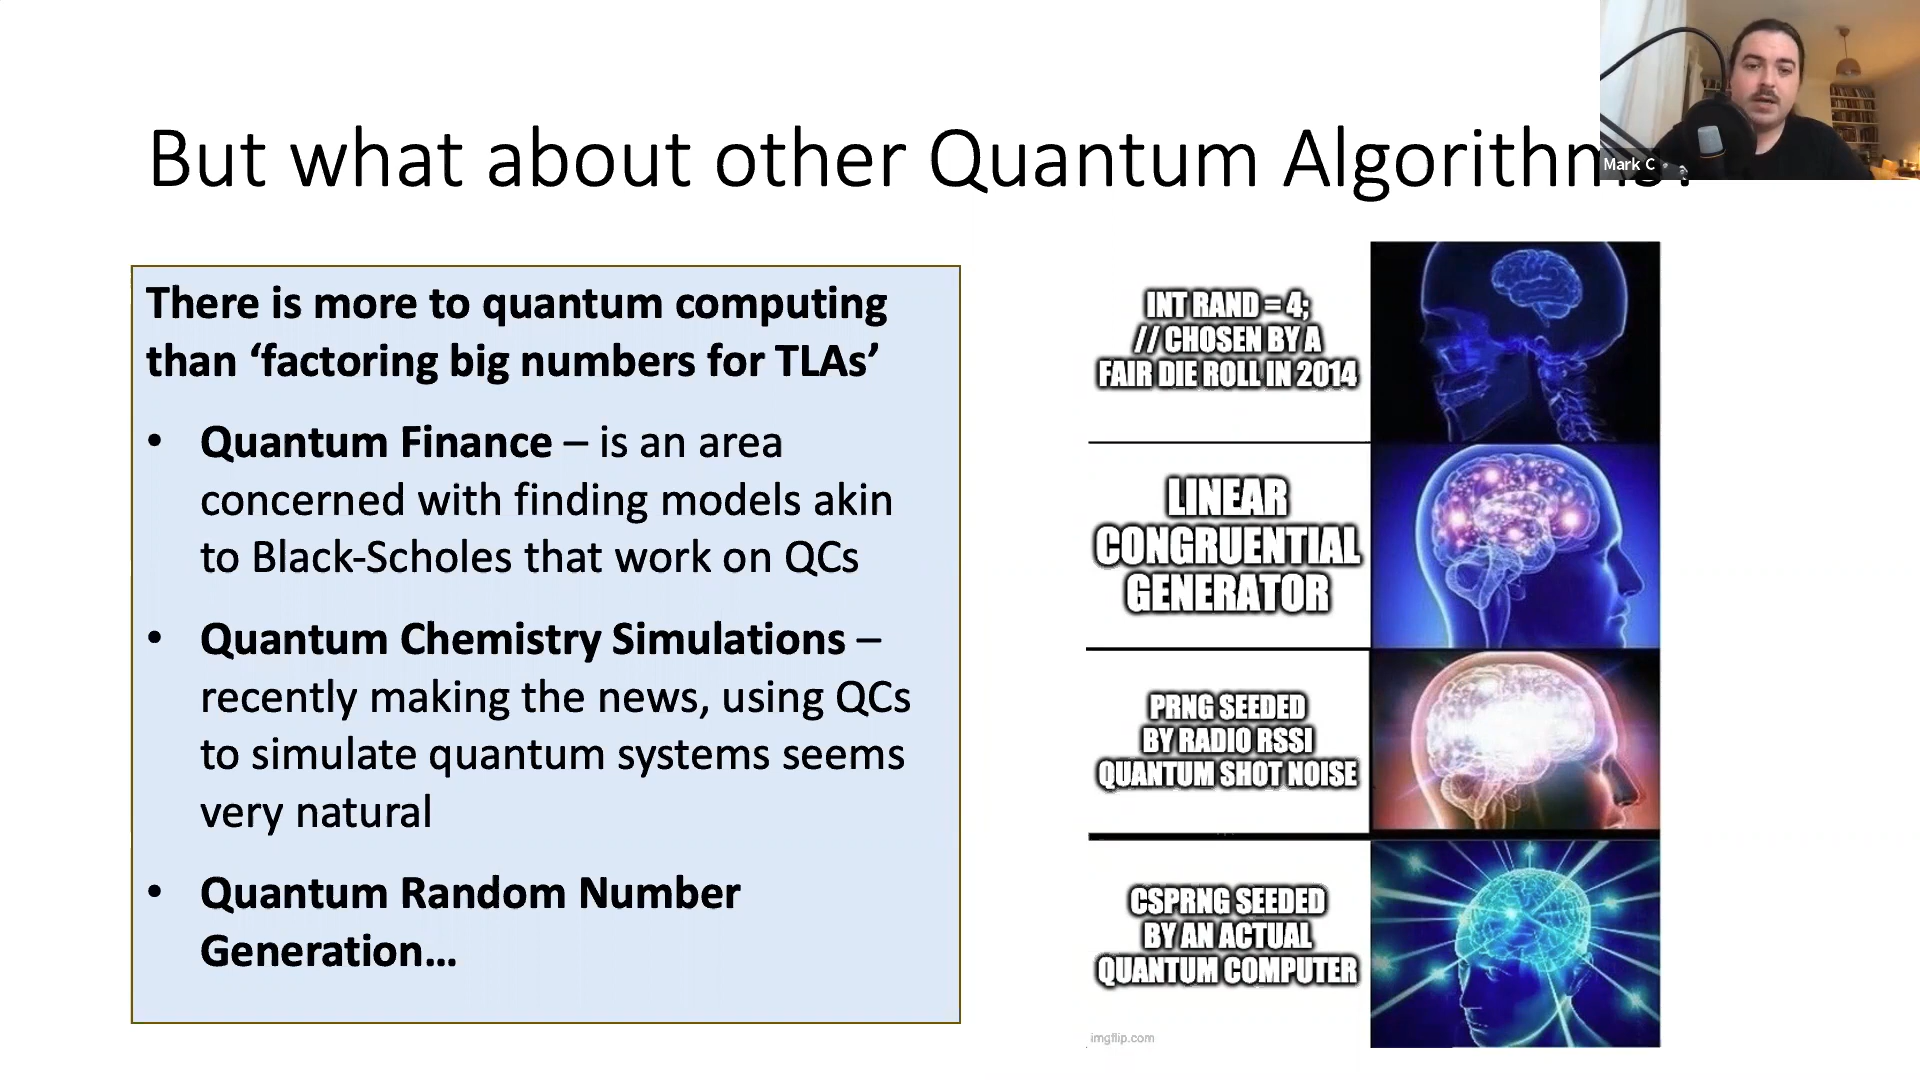 But what about other Quantum Algorithms?
Mark C
There is more to quantum computing
than ‘factoring big numbers for TLAs’
• Quantum Finance – is an area
concerned with finding models akin
to Black-Scholes that work on QCs
• Quantum Chemistry Simulations –
recently making the news, using QCs
to simulate quantum systems seems
very natural
• Quantum Random Number
Generation...
INT RAND = 4;
// CHOSEN BY A
FAIR DIE ROLL IN 2014
LINEAR
CONGRUENTIAL
GENERATOR
PRNG SEEDED
BY RADIO RSSI
QUANTUM SHOT NOISE
CSPRNG SEEDED
BY AN ACTUAL
QUANTUM COMPUTER
imgflip.com